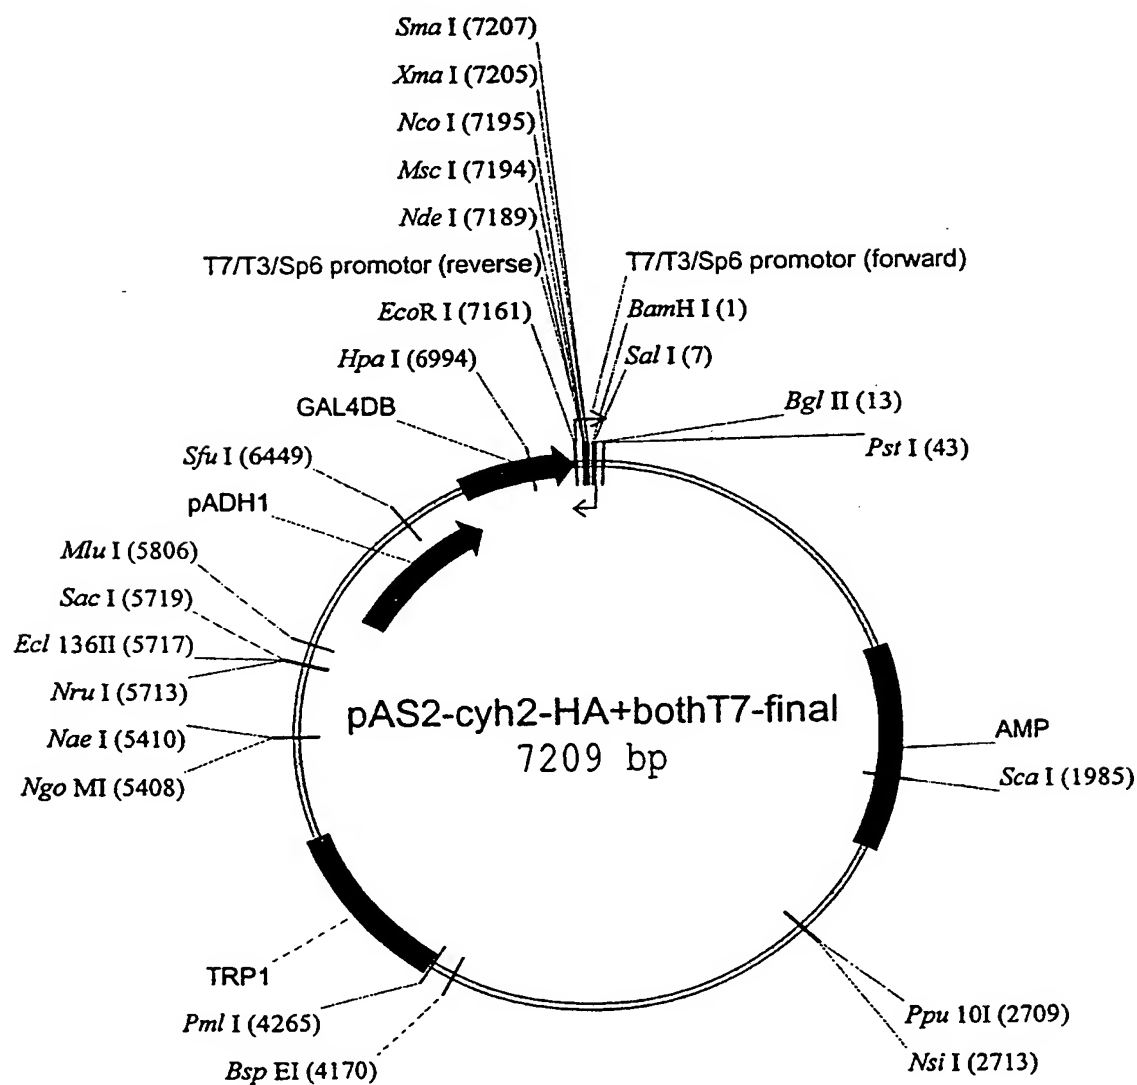 Sma I (7207)
Xma I (7205)
Nco I (7195)
Msc I (7194)
Nde I (7189)
T7/T3/Sp6 promotor (reverse)
T7/T3/Sp6 promotor (forward)
EcoR I (7161)
BamH I (1)
Hpa I (6994)
Sal I (7)
GAL4DB
Bgl II (13)
Sfu I (6449)
Pst I (43)
pADH1
Mlu I (5806)
Sac I (5719)
Ecl 136II (5717)
Nru I (5713)
Nae I (5410)
Ngo MI (5408)
pAS2-cyh2-HA+bothT7-final
7209 bp
AMP
Sca I (1985)
TRP1
Pml I (4265)
Bsp EI (4170)
Ppu 10I (2709)
Nsi I (2713)